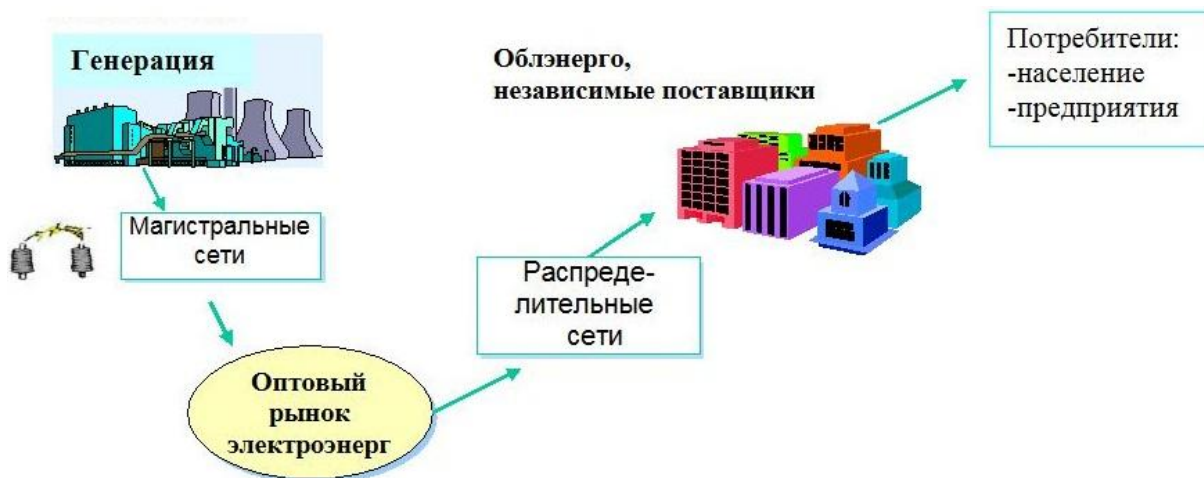 Генерация
Магистральные
сети
Оптовый
рынок
электроэнерг
Распреде-
лительные
сети
Облэнерго,
независимые поставщики
Потребители:
-население
-предприятия